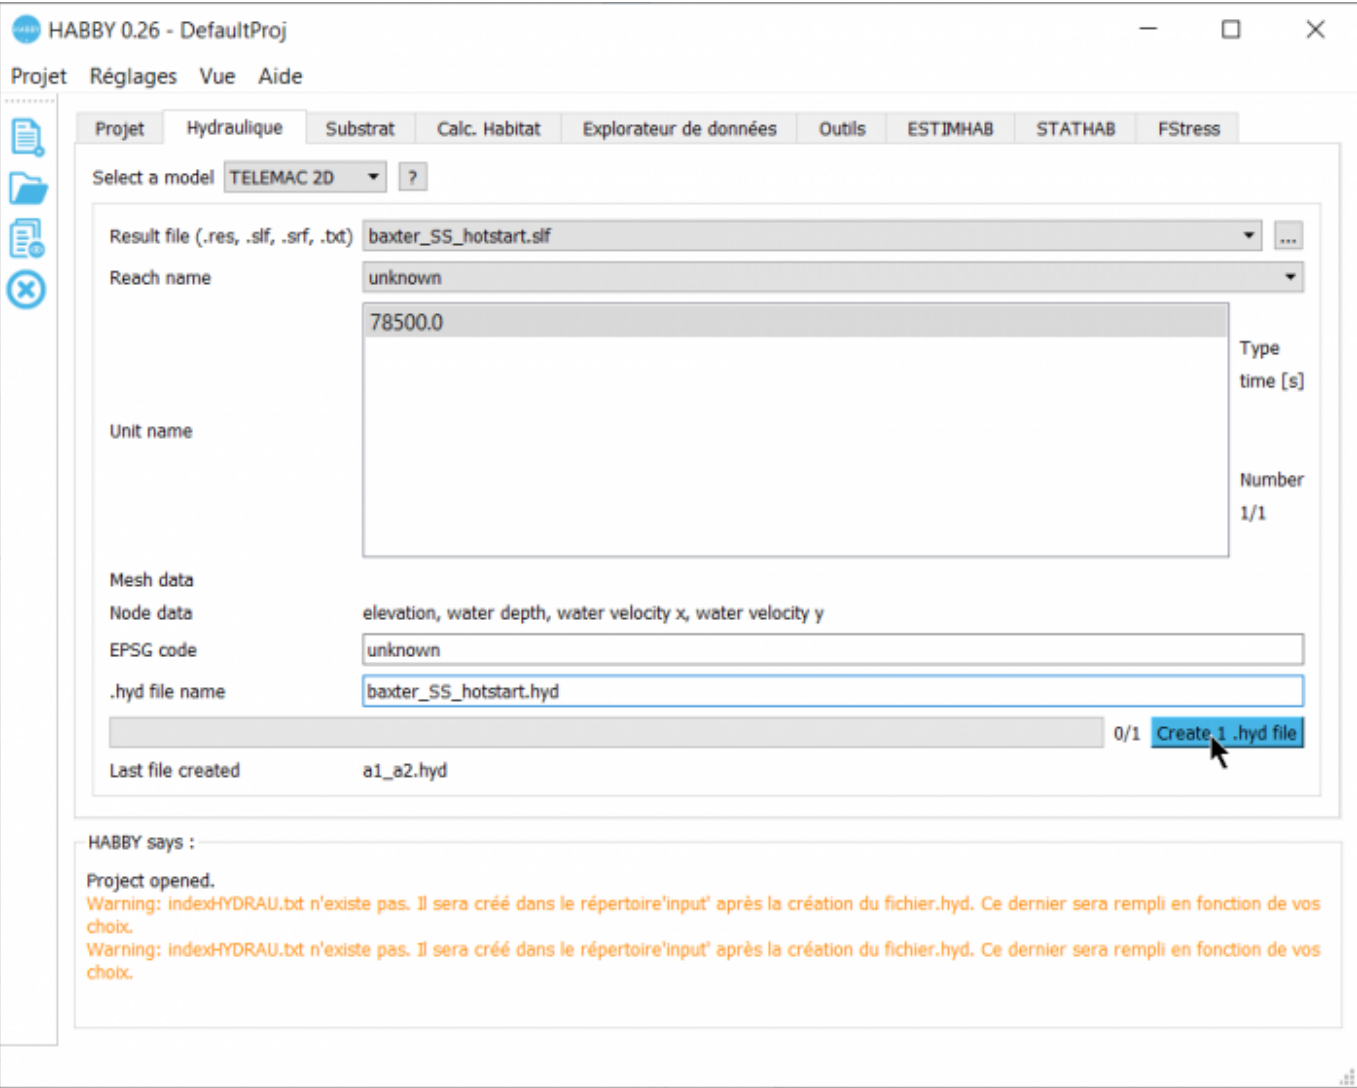 HABBY 0.26 - DefaultProj
Projet Réglages Vue Aide
Projet Hydraulique Substrat Calc. Habitat Explorateur de données Outils ESTIMHAB STATHAB FStress
Select a model TELEMAC 2D ?
Result file (.res, .slf, .srf, .txt) baxter_SS_hotstart.slf ...
Reach name unknown
78500.0
Type
time [s]
Unit name
Number
1/1
Mesh data
Node data elevation, water depth, water velocity x, water velocity y
EPSG code unknown
.hyd file name baxter_SS_hotstart.hyd
0/1 Create 1 .hyd file
Last file created a1_a2.hyd
HABBY says :
Project opened.
Warning: indexHYDRAU.txt n'existe pas. Il sera créé dans le répertoire'input' après la création du fichier.hyd. Ce dernier sera rempli en fonction de vos
choix.
Warning: indexHYDRAU.txt n'existe pas. Il sera créé dans le répertoire'input' après la création du fichier.hyd. Ce dernier sera rempli en fonction de vos
choix.